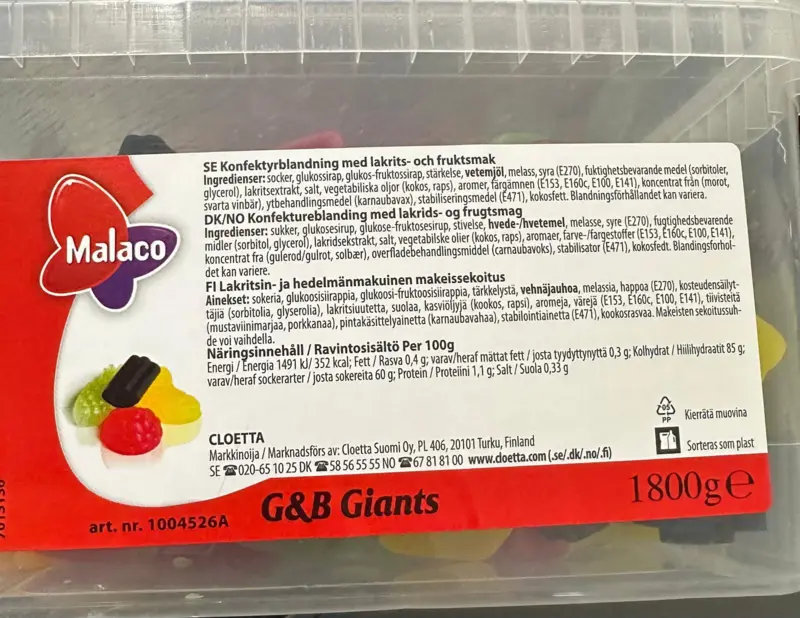 SE Konfektyrblandning med lakrits- och fruktsmak
Ingredienser: socker, glukossirap, glukos-fruktossirap, stärkelse, vetemjöl, melass, syra (E270), fuktighetsbevarande medel (sorbitoler,
glycerol), lakritsextrakt, salt, vegetabiliska oljor (kokos, raps), aromer, färgämnen (E153, E160c, E100, E141), koncentrat från (morot,
svarta vinbär), ytbehandlingsmedel (karnaubavax), stabiliseringsmedel (E471), kokosfett. Blandningsförhållandet kan variera.
DK/NO Konfektureblanding med lakrids- og frugtsmag
Ingredienser: sukker, glukosesirup, glukose-fruktosesirup, stivelse, hvede-/hvetemel, melasse, syre (E270), fugtighedsbevarende
midler (sorbitol, glycerol), lakridsekstrakt, salt, vegetabilske olier (kokos, raps), aromaer, farve-/fargestoffer (E153, E160c, E100, E141),
koncentrat fra (gulerod/gulrot, solbær), overfladebehandlingsmiddel (carnaubavoks), stabilisator (E471), kokosfedt. Blandingsforhol-
det kan variere.
FI Lakritsin- ja hedelmänmakuinen makeissekoitus
Ainekset: sokeria, glukoosisiirappia, glukoosi-fruktoosisiirappia, tärkkelystä, vehnäjauhoa, melassia, happoa (E270), kosteudensäilyt-
täjiä (sorbitolia, glyserolia), lakritsiuutetta, suolaa, kasviöljyjä (kookos, rapsi), aromeja, värejä (E153, E160c, E100, E141), tiivisteitä
(mustaviinimarjaa, porkkanaa), pintakäsittelyainetta (karnaubavahaa), stabilointiainetta (E471), kookosrasvaa. Makeisten sekoitussuh-
de voi vaihdella.
Näringsinnehåll / Ravintosisältö Per 100g
Energi / Energia 1491 kJ/ 352 kcal; Fett / Rasva 0,4 g; varav/heraf mättat fett / josta tyydyttynyttä 0,3 g; Kolhydrat / Hiilihydraatit 85 g;
varav/heraf sockerarter / josta sokereita 60 g; Protein / Proteiini 1,1 g; Salt / Suola 0,33 g
Malaco
05
PP
Kierrätä muovina
Sorteras som plast
CLOETTA
Markkinoija / Marknadsförs av: Cloetta Suomi Oy, PL 406, 20101 Turku, Finland
SE ☎020-65 10 25 DK ☎58 56 55 55 NO ☎67 81 81 00 www.cloetta.com (.se/.dk/.no/.fi)
G&B Giants
1800g℮
art. nr. 1004526A